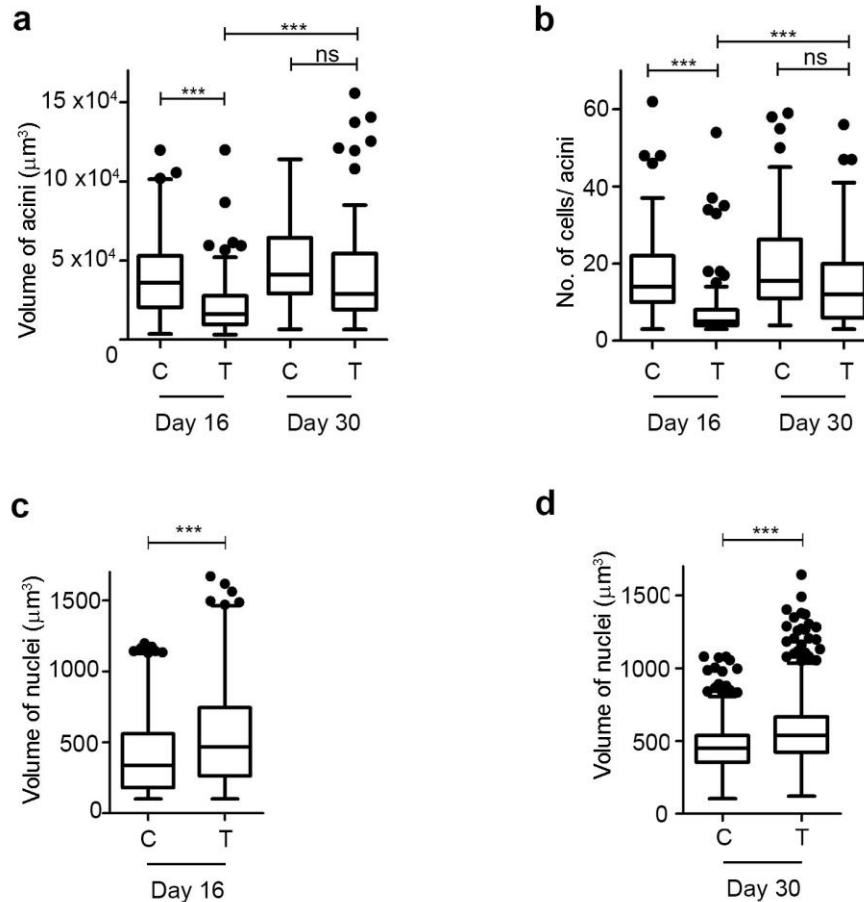 a
***
ns
***
15 x10⁴
10 x10⁴
5 x10⁴
0
Volume of acini (μm³)
C T C T
Day 16 Day 30
b
***
ns
***
60
40
20
0
No. of cells/ acini
C T C T
Day 16 Day 30
c
***
1500
1000
500
0
Volume of nuclei (μm³)
C T
Day 16
d
***
1500
1000
500
0
Volume of nuclei (μm³)
C T
Day 30